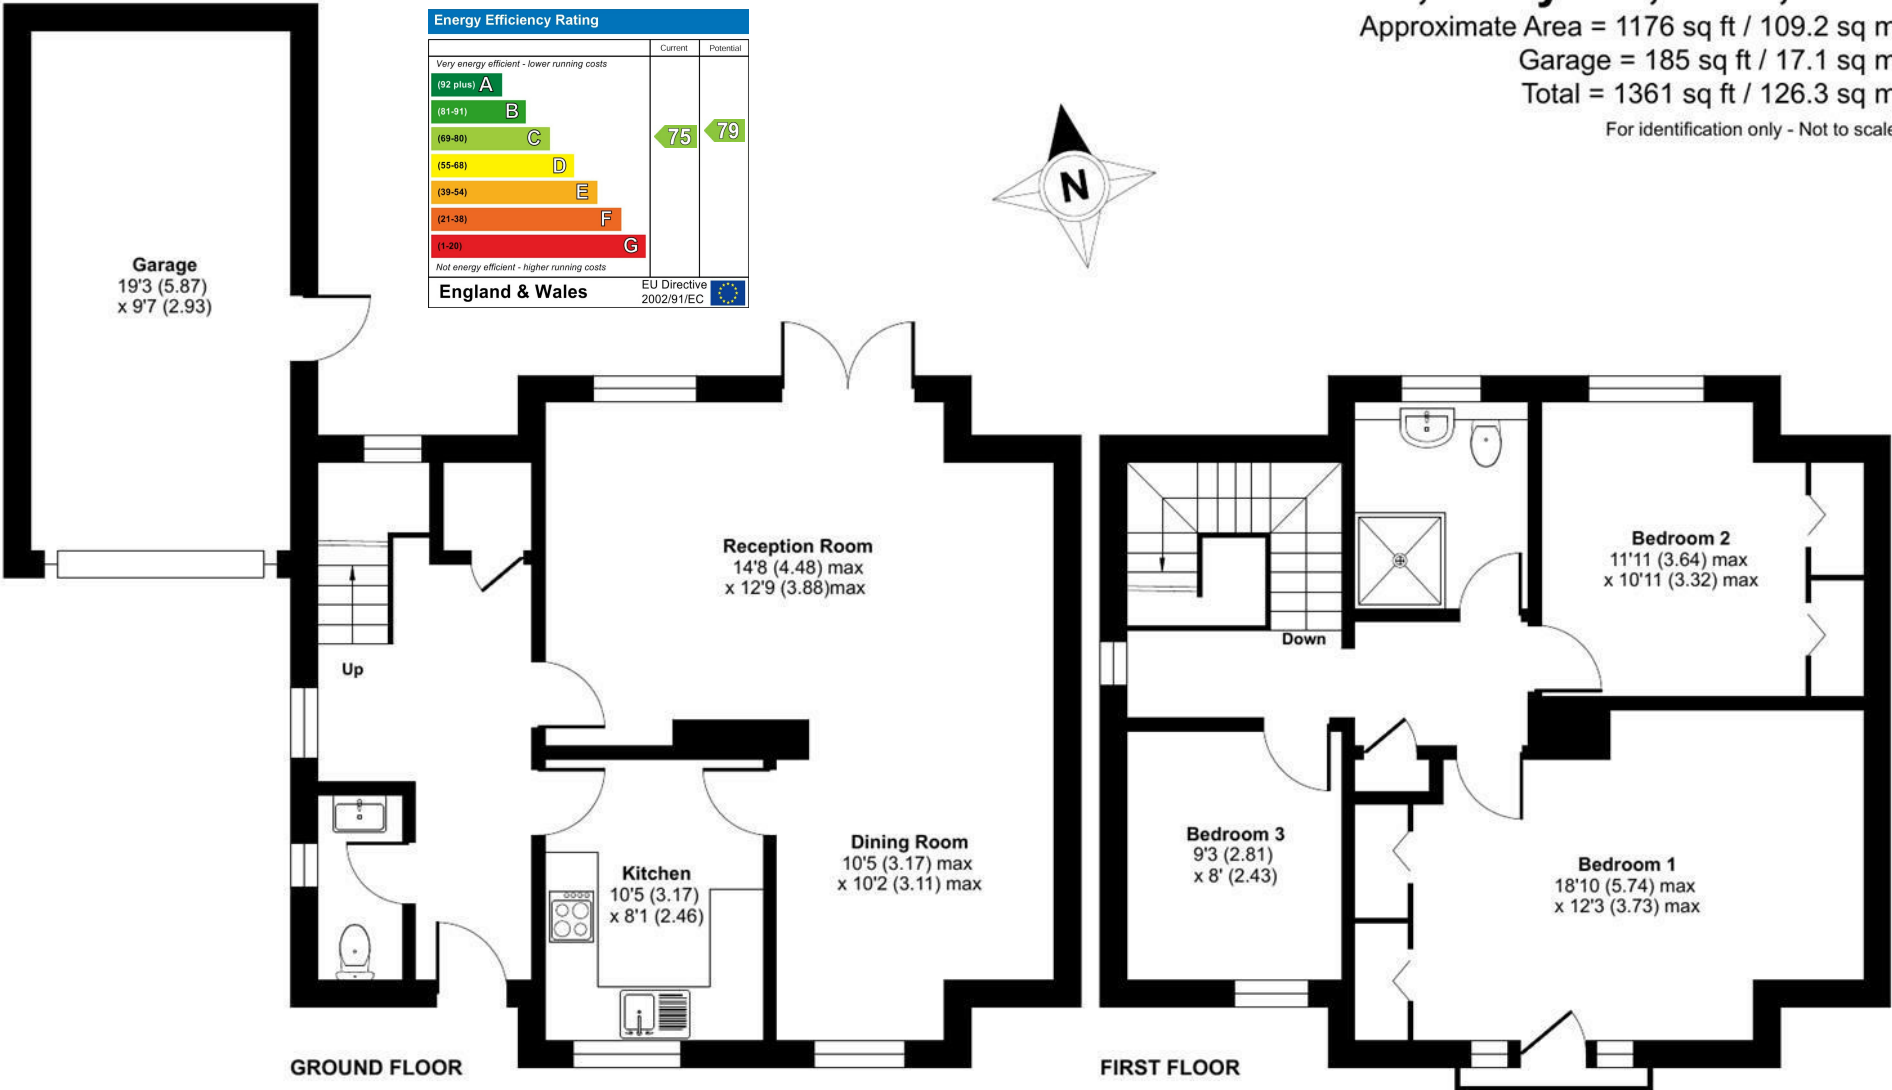 Approximate Area = 1176 sq ft / 109.2 sq m
Garage = 185 sq ft / 17.1 sq m
Total = 1361 sq ft / 126.3 sq m
For identification only - Not to scale
Energy Efficiency Rating
Current Potential
Very energy efficient - lower running costs
(92 plus) A
(81-91) B
(69-80) C
75 79
(55-68) D
(39-54) E
(21-38) F
(1-20) G
Not energy efficient - higher running costs
England & Wales
EU Directive
2002/91/EC
N
Garage
19'3 (5.87)
x 9'7 (2.93)
Reception Room
14'8 (4.48) max
x 12'9 (3.88)max
Up
Kitchen
10'5 (3.17)
x 8'1 (2.46)
Dining Room
10'5 (3.17) max
x 10'2 (3.11) max
GROUND FLOOR
Bedroom 2
11'11 (3.64) max
x 10'11 (3.32) max
Down
Bedroom 3
9'3 (2.81)
x 8' (2.43)
Bedroom 1
18'10 (5.74) max
x 12'3 (3.73) max
FIRST FLOOR